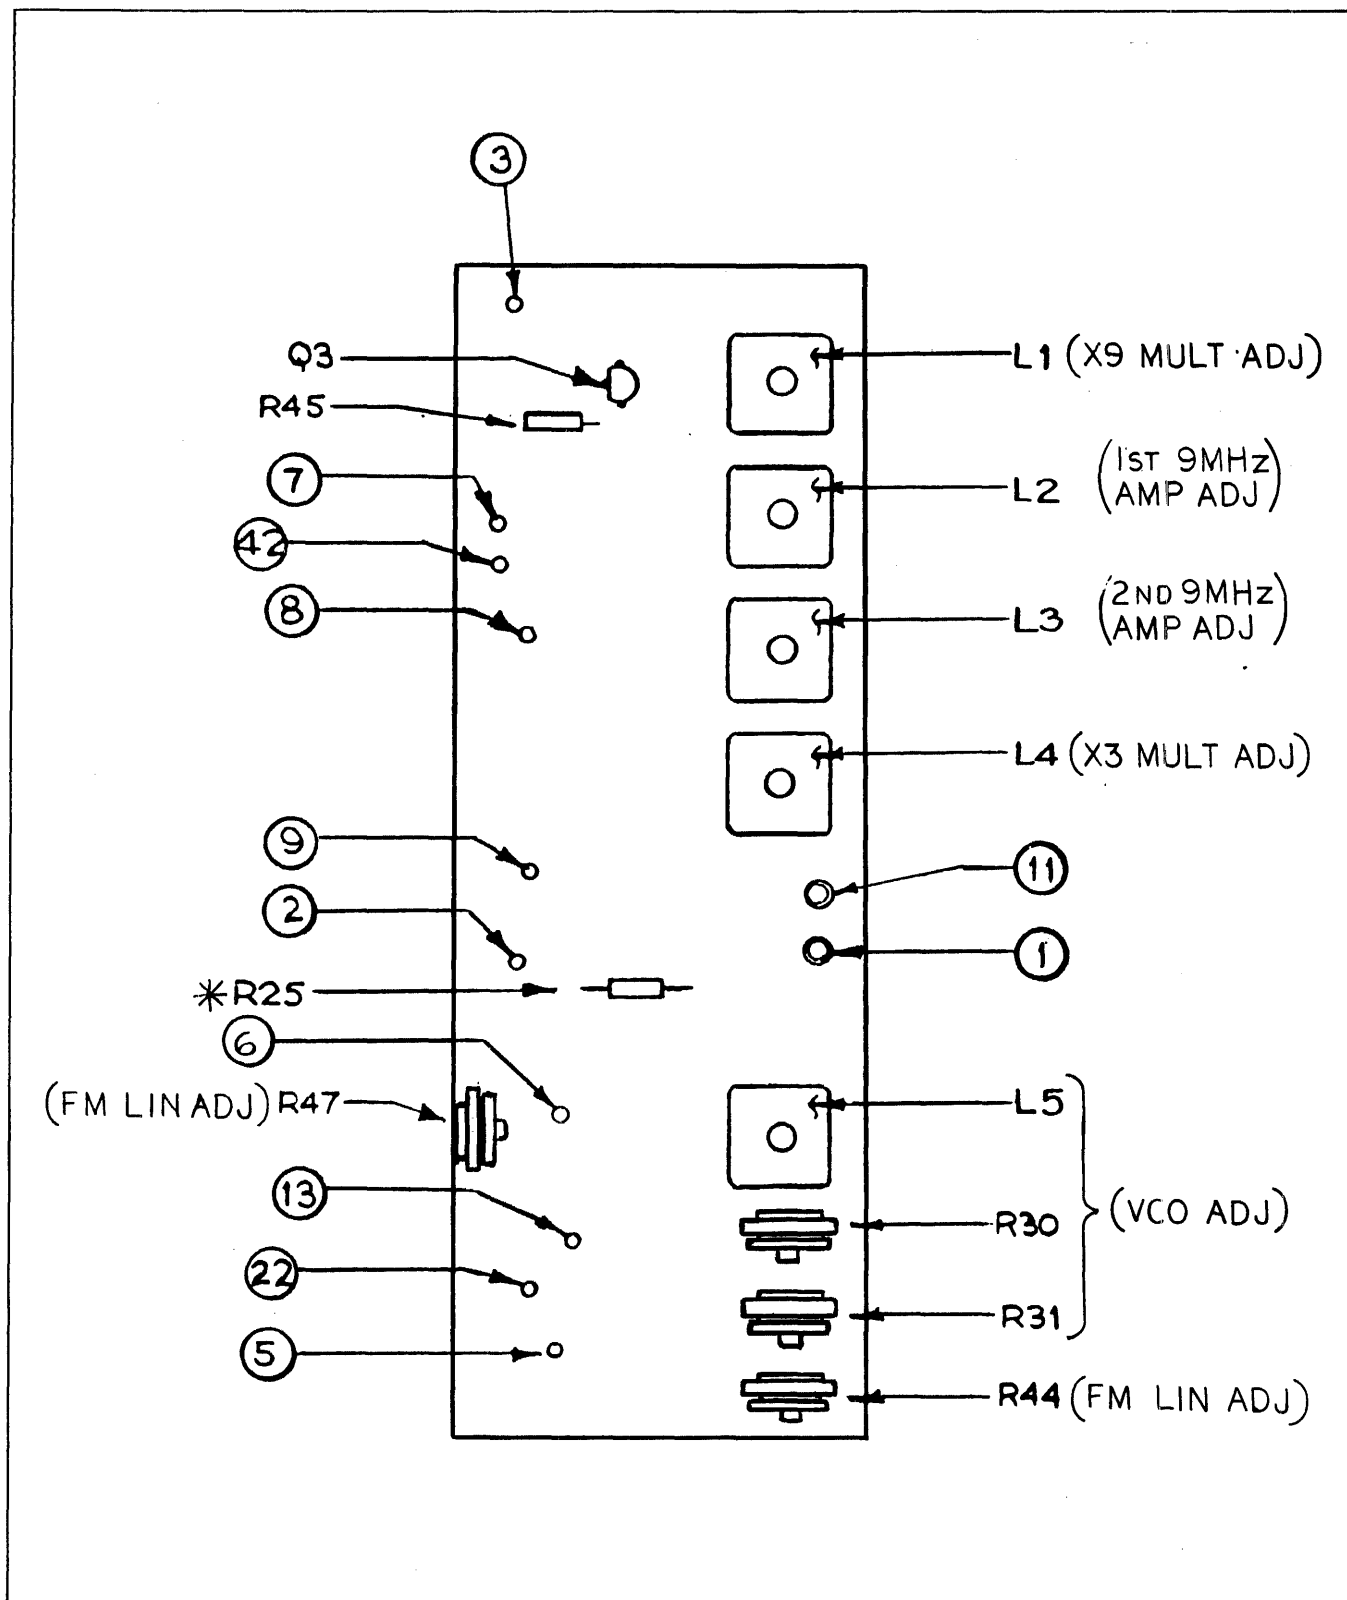 3
Q3
L1 (X9 MULT ADJ)
R45
7
L2 (1ST 9MHz
AMP ADJ)
42
8
L3 (2ND 9MHz
AMP ADJ)
L4 (X3 MULT ADJ)
9
11
2
1
*R25
6
(FM LIN ADJ) R47
L5
13
R30
(VCO ADJ)
22
R31
5
R44 (FM LIN ADJ)